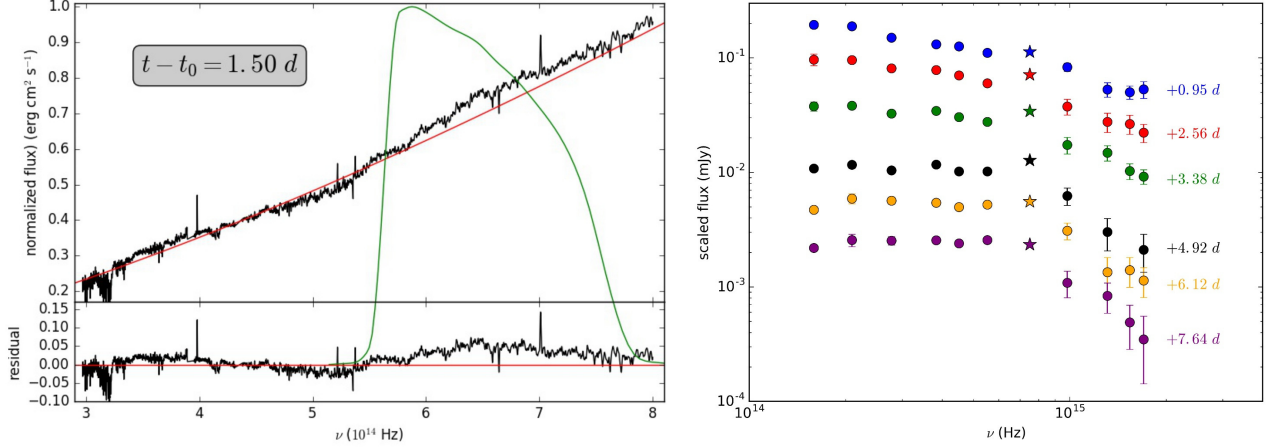 t − t₀ = 1.50 d
normalized flux) (erg cm² s⁻¹)
1.0
0.9
0.8
0.7
0.6
0.5
0.4
0.3
0.2
residual
0.15
0.10
0.05
0.00
−0.05
−0.10
3 4 5 6 7 8
ν (10¹⁴ Hz)
scaled flux (mJy)
10⁻¹
10⁻²
10⁻³
10⁻⁴
+0.95 d
+2.56 d
+3.38 d
+4.92 d
+6.12 d
+7.64 d
10¹⁴ 10¹⁵
ν (Hz)